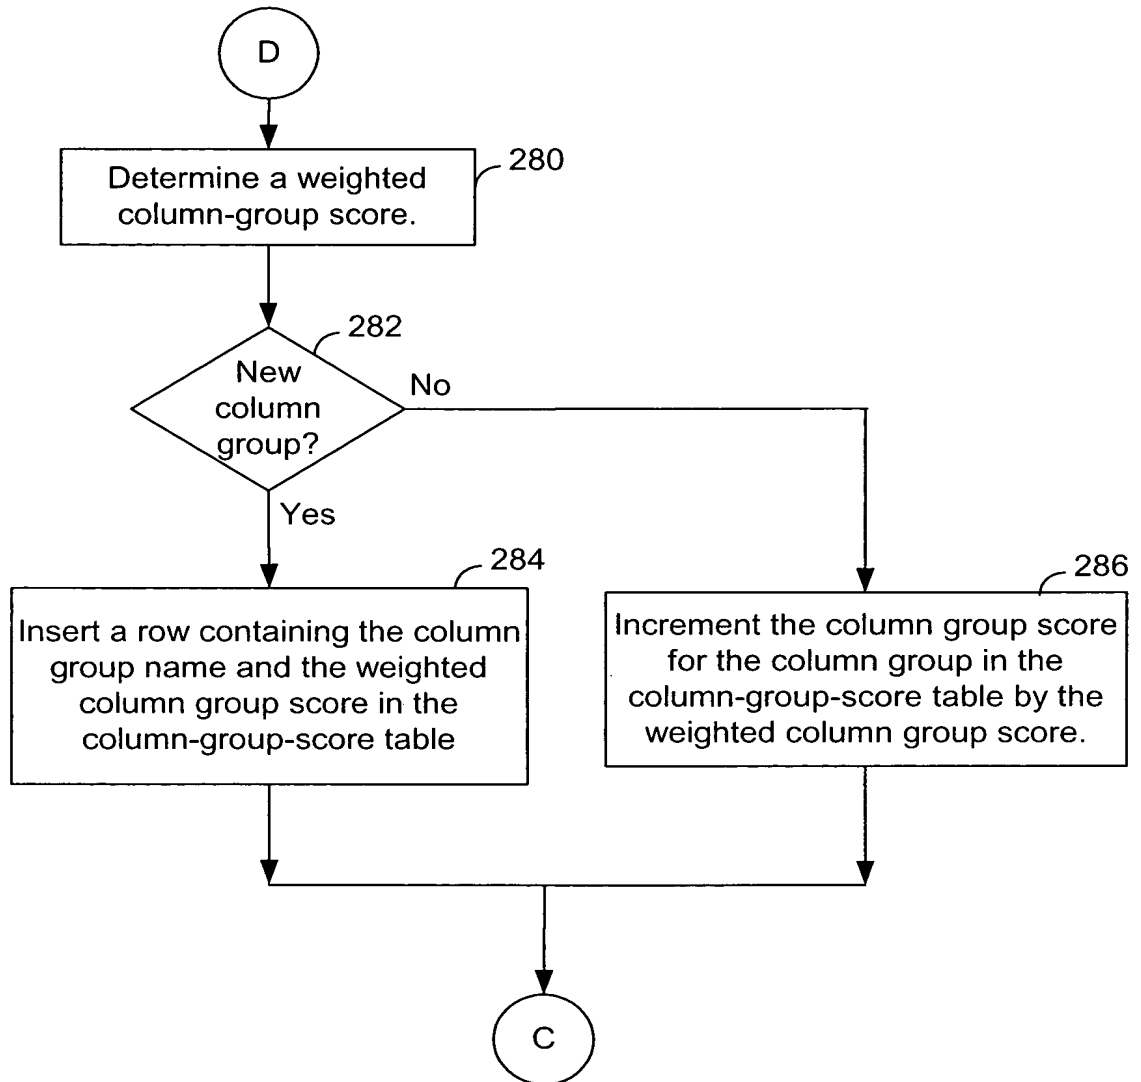 D
280
Determine a weighted
column-group score.
282
New
column
group?
No
Yes
284
Insert a row containing the column
group name and the weighted
column group score in the
column-group-score table
286
Increment the column group score
for the column group in the
column-group-score table by the
weighted column group score.
C